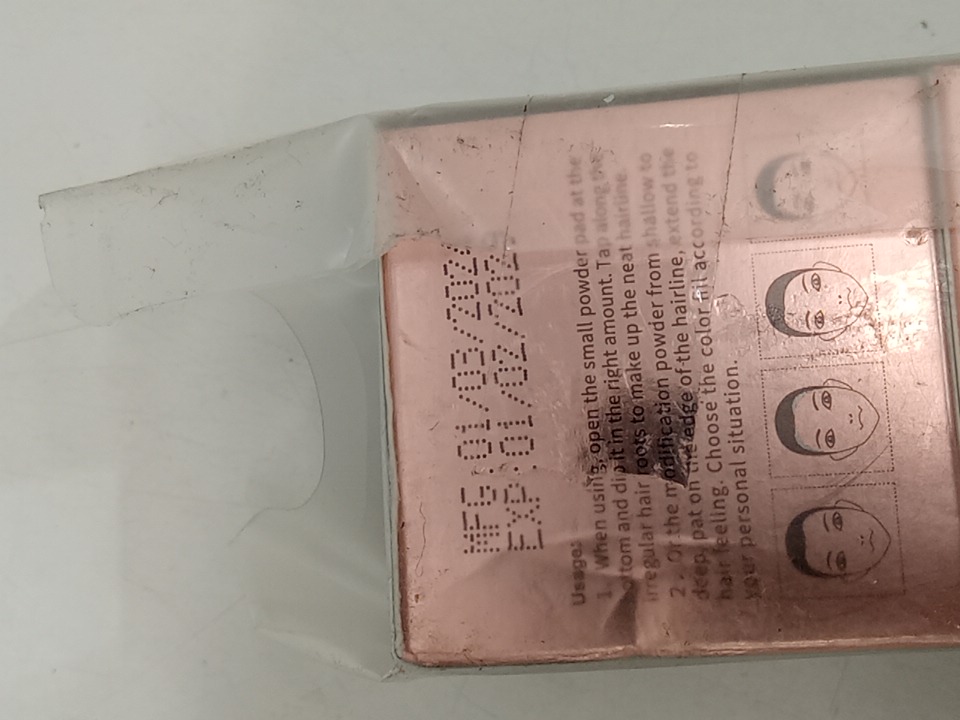 MFG:01/03/202
EXP:01/02/202
Usage:
1、When using, open the small powder pad at the
bottom and dip it in the right amount. Tap along the
irregular hair roots to make up the neat hairline.
2、Or the modification powder from shallow to
deep, pat on the edge of the hairline, extend the
hair feeling. Choose the color fill according to
your personal situation.